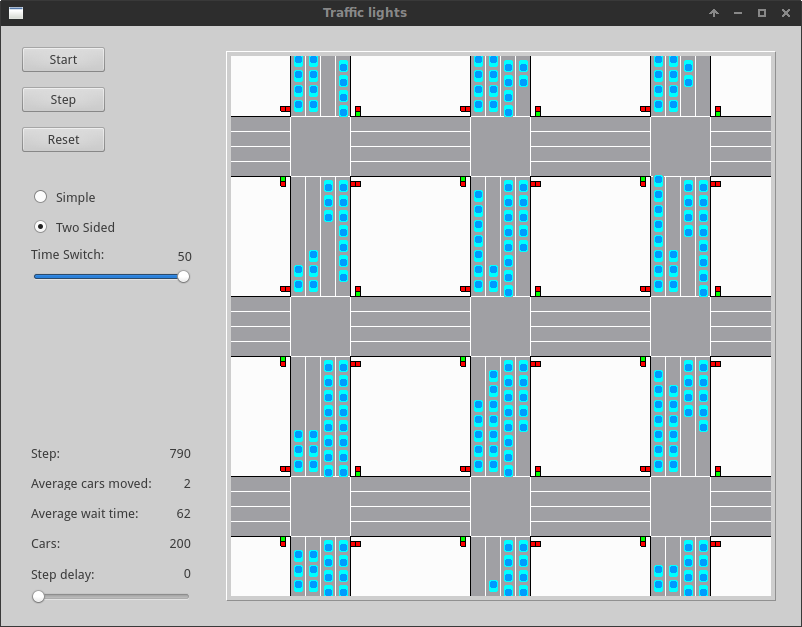 Traffic lights
Start
Step
Reset
Simple
Two Sided
Time Switch: 50
Step: 790
Average cars moved: 2
Average wait time: 62
Cars: 200
Step delay: 0